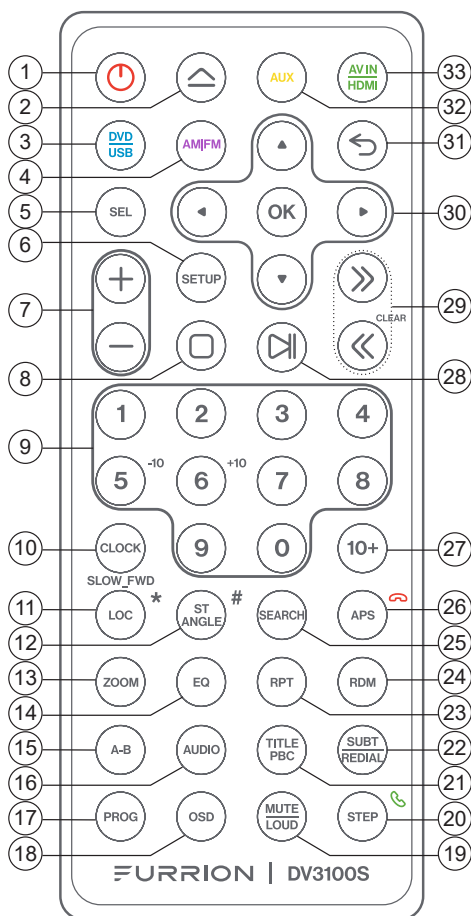 1
2
3
4
5
6
7
8
9
10
11
12
13
14
15
16
17
18
AUX
AV IN
HDMI
DVD
USB
AM|FM
SEL
OK
SETUP
CLEAR
1 2 3 4
5 -10 6 +10 7 8
CLOCK 9 0 10+
SLOW_FWD
LOC * ST ANGLE # SEARCH APS
ZOOM EQ RPT RDM
A-B AUDIO TITLE PBC SUBT REDIAL
PROG OSD MUTE LOUD STEP
FURRION | DV3100S
33
32
31
30
29
28
27
26
25
24
23
22
21
20
19